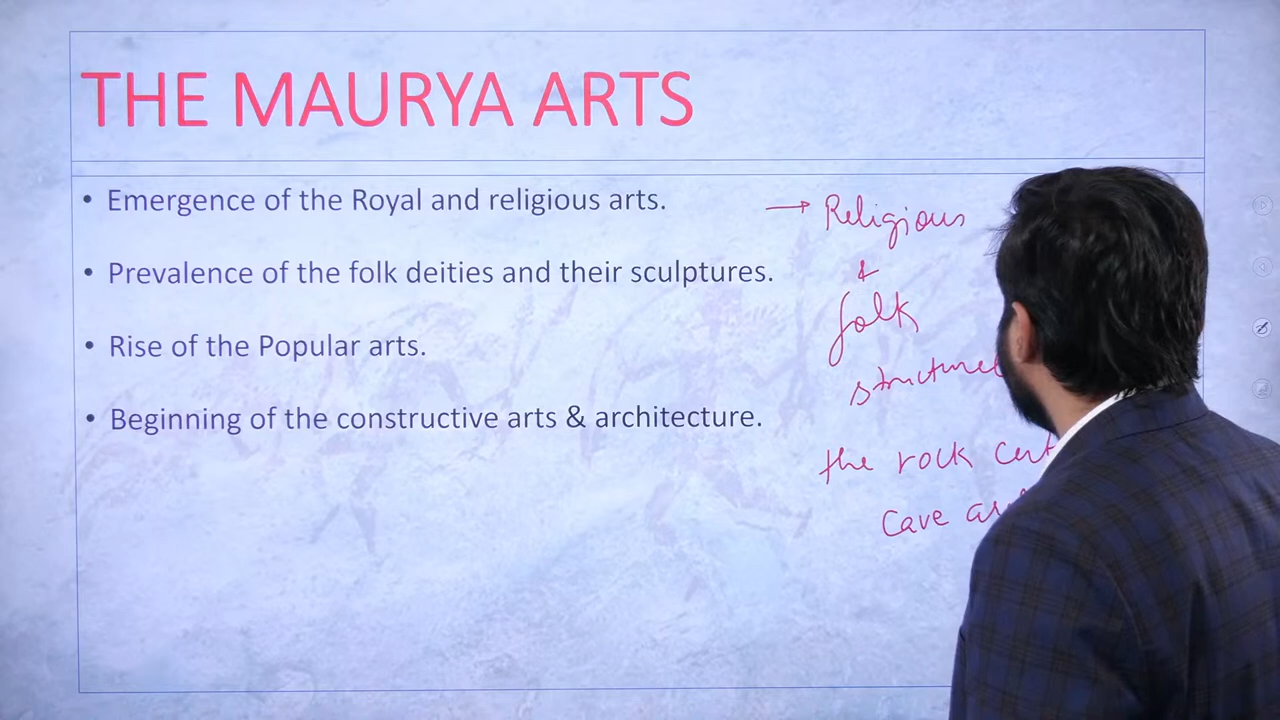 THE MAURYA ARTS
• Emergence of the Royal and religious arts.
• Prevalence of the folk deities and their sculptures.
• Rise of the Popular arts.
• Beginning of the constructive arts & architecture.
→ Religious
&
folk
the rock
Cave